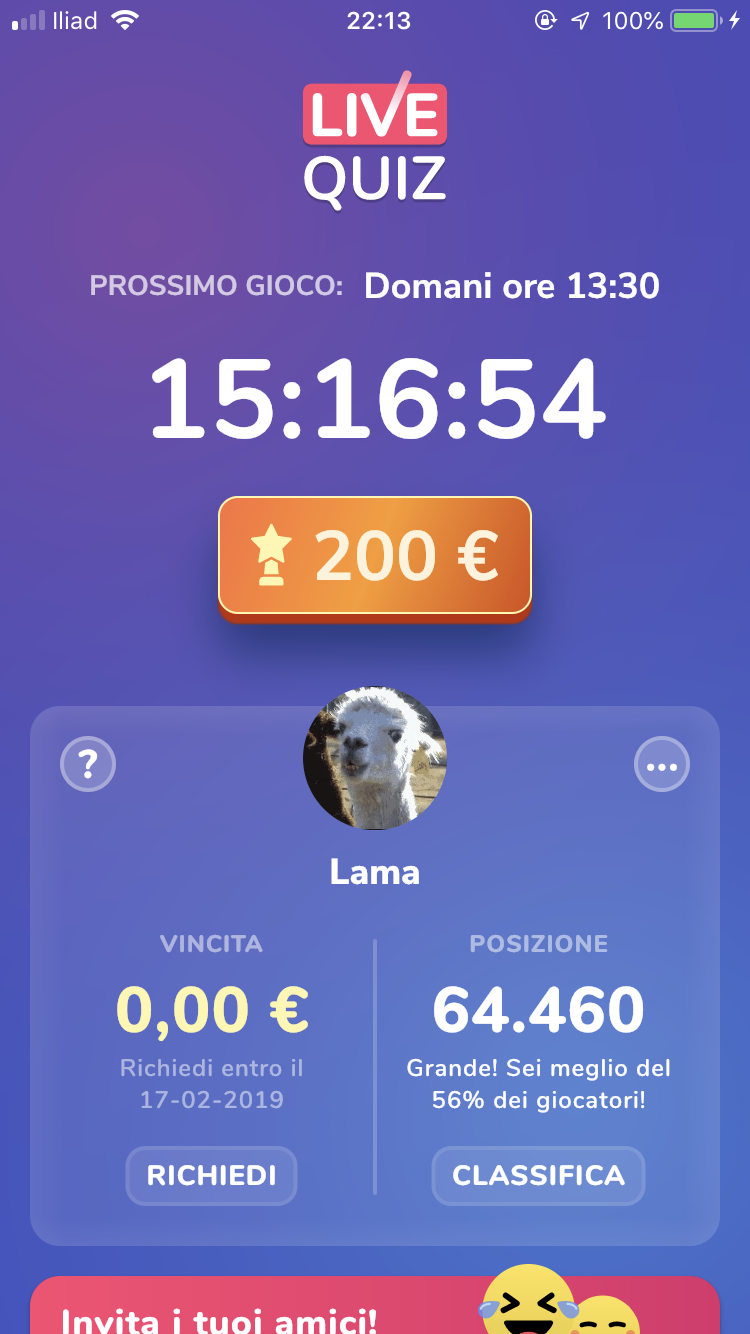 Iliad 22:13 100%
LIVE
QUIZ
PROSSIMO GIOCO: Domani ore 13:30
15:16:54
200 €
?
Lama
VINCITA
0,00 €
Richiedi entro il
17-02-2019
RICHIEDI
POSIZIONE
64.460
Grande! Sei meglio del
56% dei giocatori!
CLASSIFICA
Invita i tuoi amici!